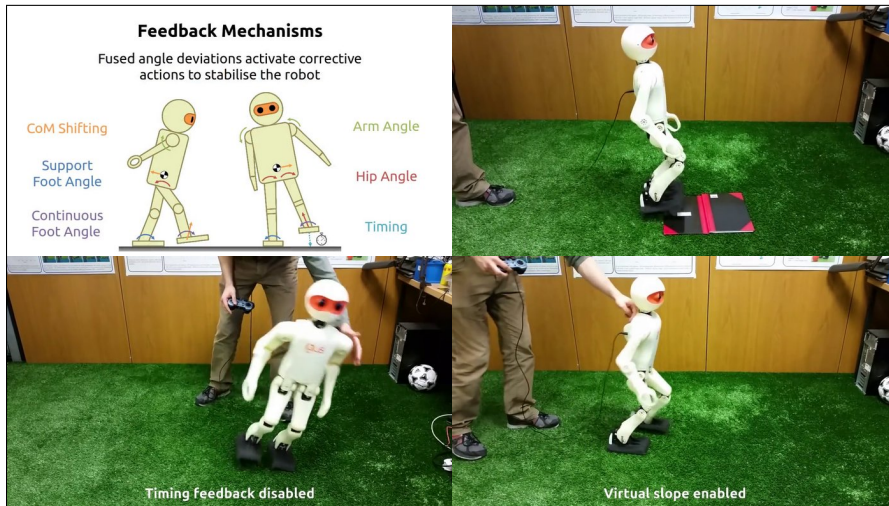 Feedback Mechanisms
Fused angle deviations activate corrective
actions to stabilise the robot
CoM Shifting
Support
Foot Angle
Continuous
Foot Angle
Arm Angle
Hip Angle
Timing
Timing feedback disabled
Virtual slope enabled